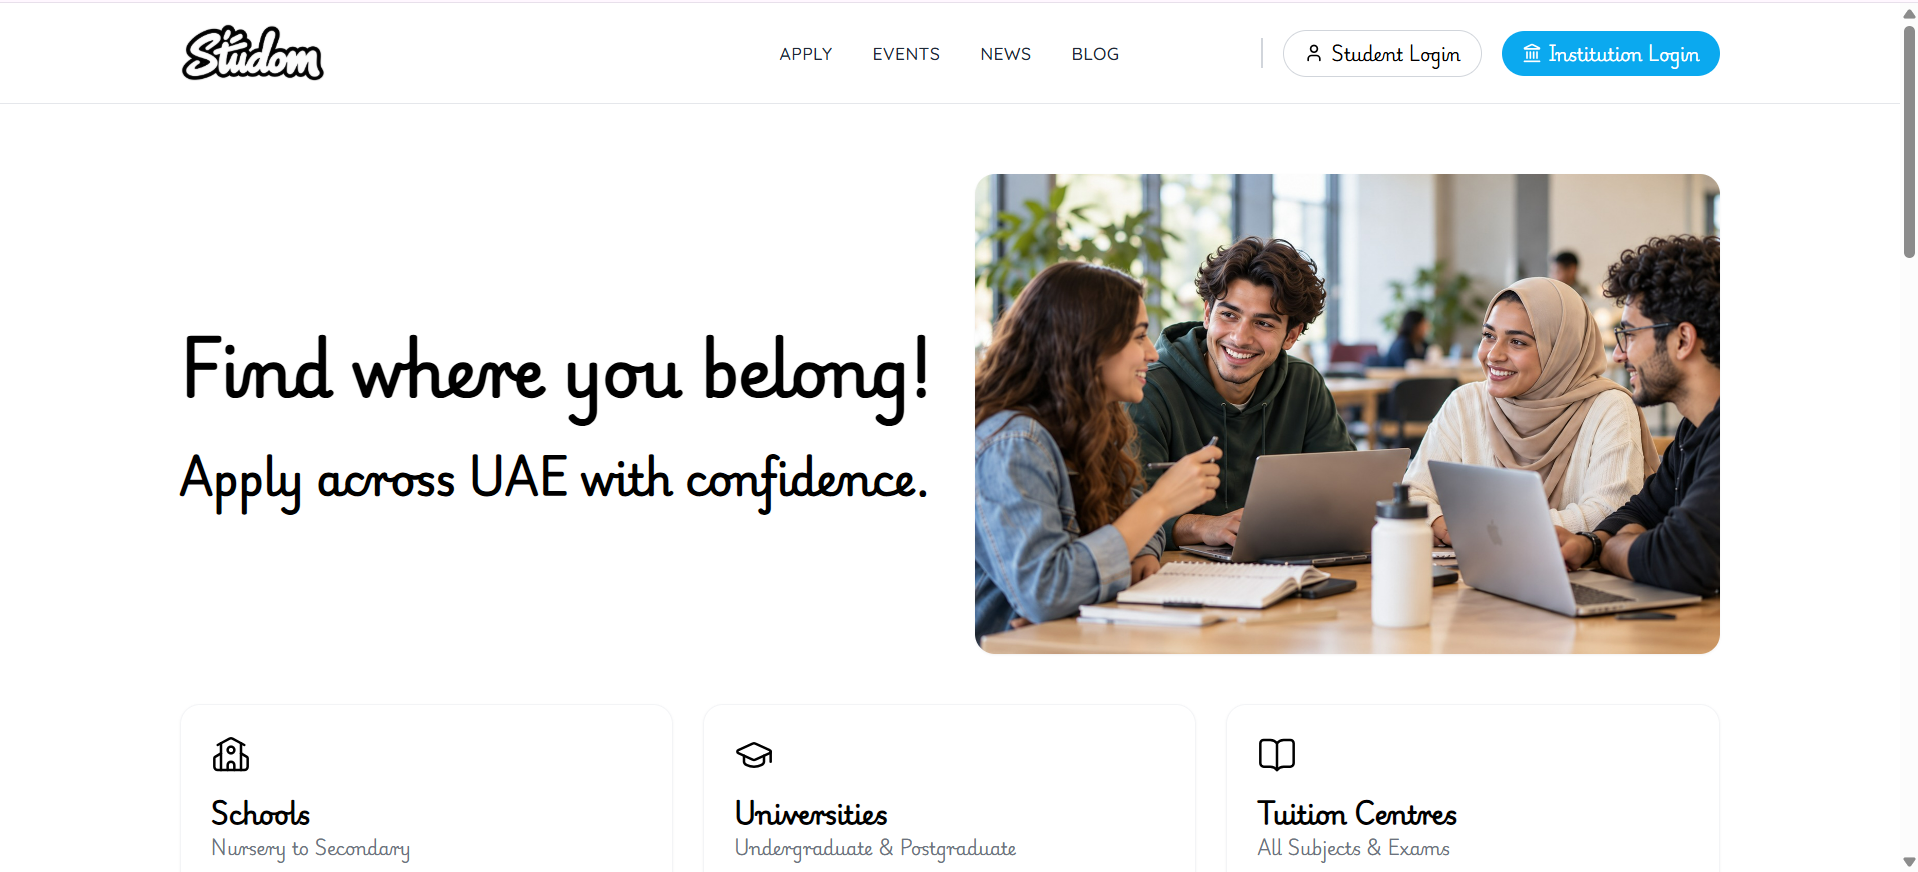 Studom
APPLY EVENTS NEWS BLOG
Student Login
Institution Login
Find where you belong!
Apply across UAE with confidence.
Schools
Nursery to Secondary
Universities
Undergraduate & Postgraduate
Tuition Centres
All Subjects & Exams